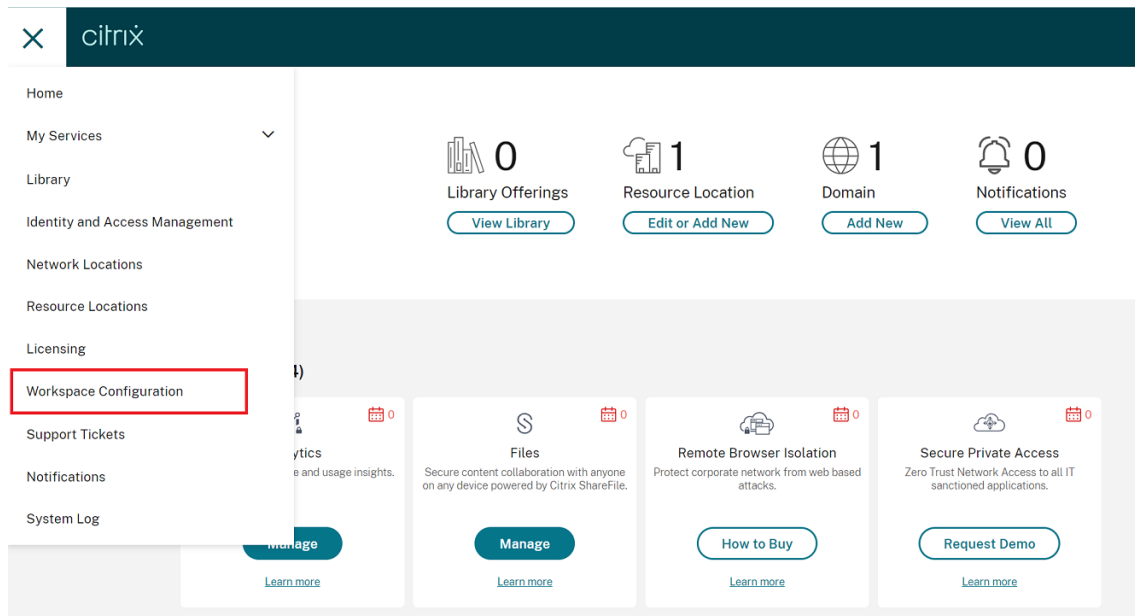 citrix
Home
My Services
Library
Identity and Access Management
Network Locations
Resource Locations
Licensing
Workspace Configuration
Support Tickets
Notifications
System Log
0
Library Offerings
View Library
1
Resource Location
Edit or Add New
1
Domain
Add New
0
Notifications
View All
4)
0
ytics
e and usage insights.
Manage
Learn more
0
Files
Secure content collaboration with anyone
on any device powered by Citrix ShareFile.
Manage
Learn more
0
Remote Browser Isolation
Protect corporate network from web based
attacks.
How to Buy
Learn more
0
Secure Private Access
Zero Trust Network Access to all IT
sanctioned applications.
Request Demo
Learn more